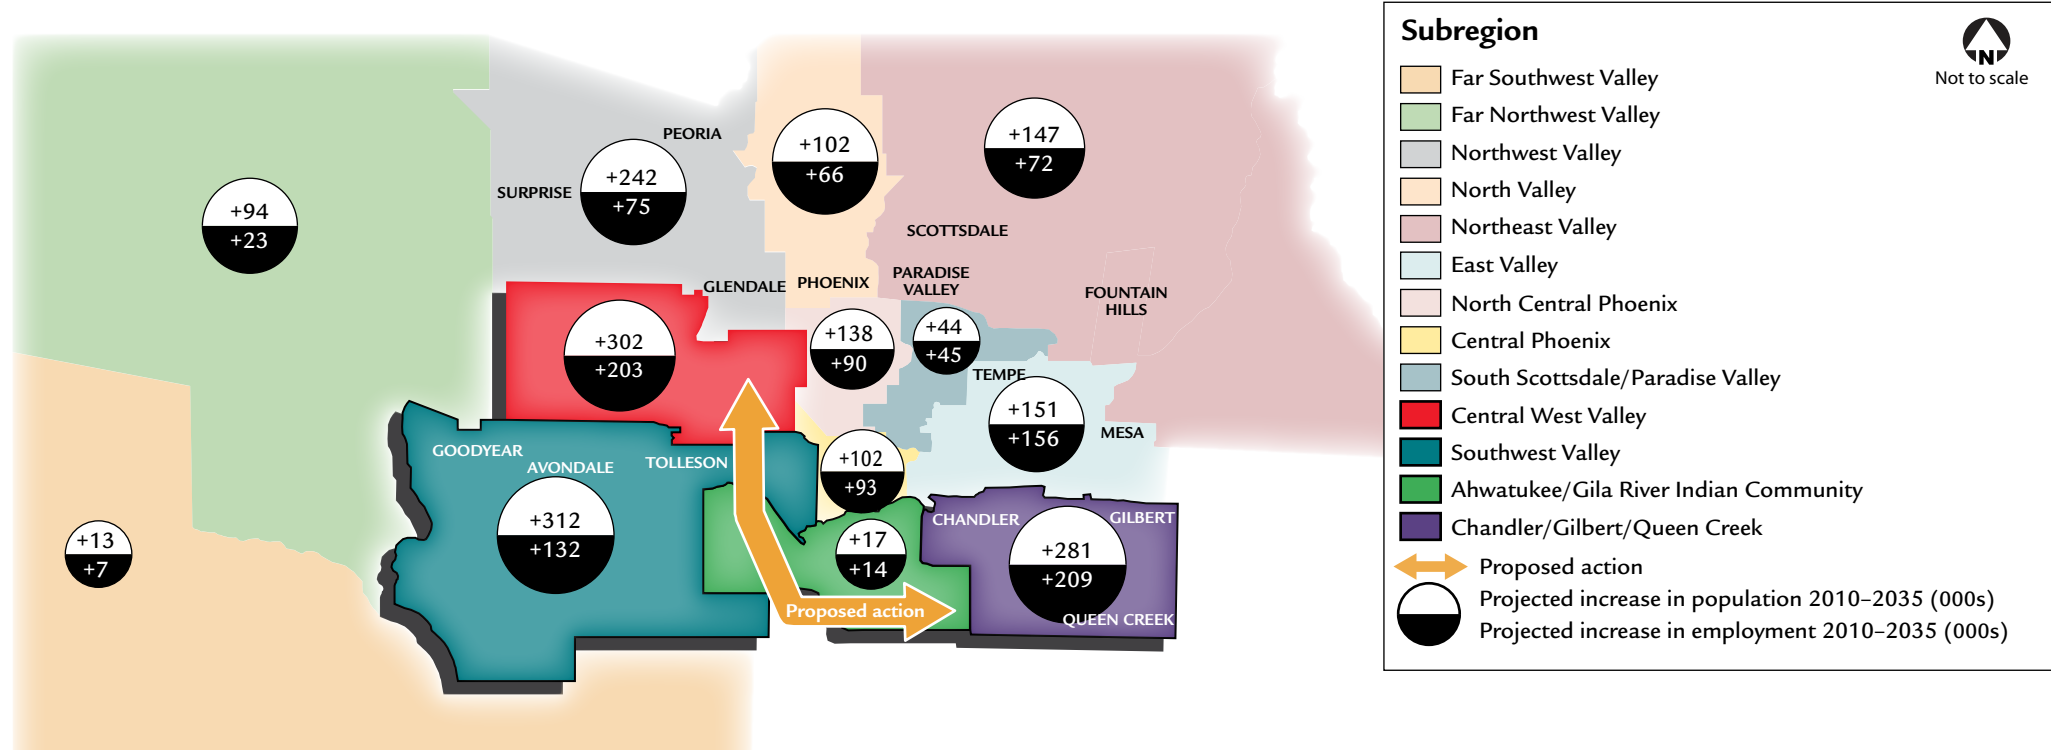 PEORIA
SURPRISE
+242
+75
+102
+66
+147
+72
+94
+23
SCOTTSDALE
GLENDALE
PHOENIX
PARADISE
VALLEY
FOUNTAIN
HILLS
+302
+203
+138
+90
+44
+45
TEMPE
+151
+156
MESA
GOODYEAR
AVONDALE
TOLLESON
+312
+132
+102
+93
+13
+7
+17
+14
CHANDLER
GILBERT
+281
+209
QUEEN CREEK
Proposed action
Subregion
N
Not to scale
Far Southwest Valley
Far Northwest Valley
Northwest Valley
North Valley
Northeast Valley
East Valley
North Central Phoenix
Central Phoenix
South Scottsdale/Paradise Valley
Central West Valley
Southwest Valley
Ahwatukee/Gila River Indian Community
Chandler/Gilbert/Queen Creek
Proposed action
Projected increase in population 2010–2035 (000s)
Projected increase in employment 2010–2035 (000s)